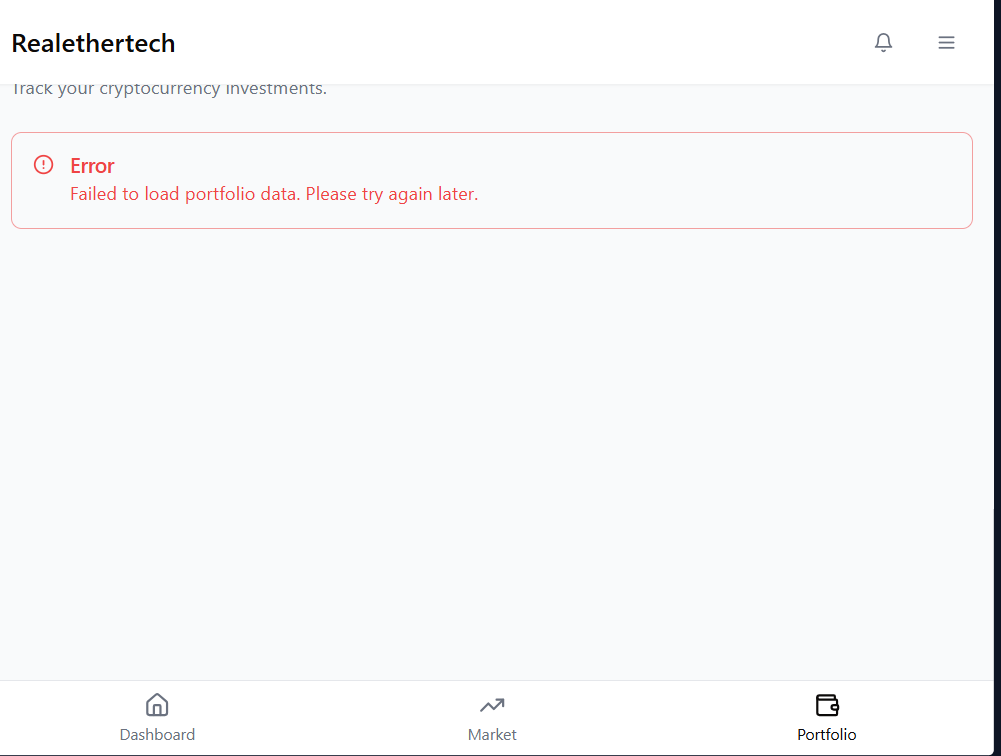 Realethertech
Track your cryptocurrency investments.
Error
Failed to load portfolio data. Please try again later.
Dashboard
Market
Portfolio